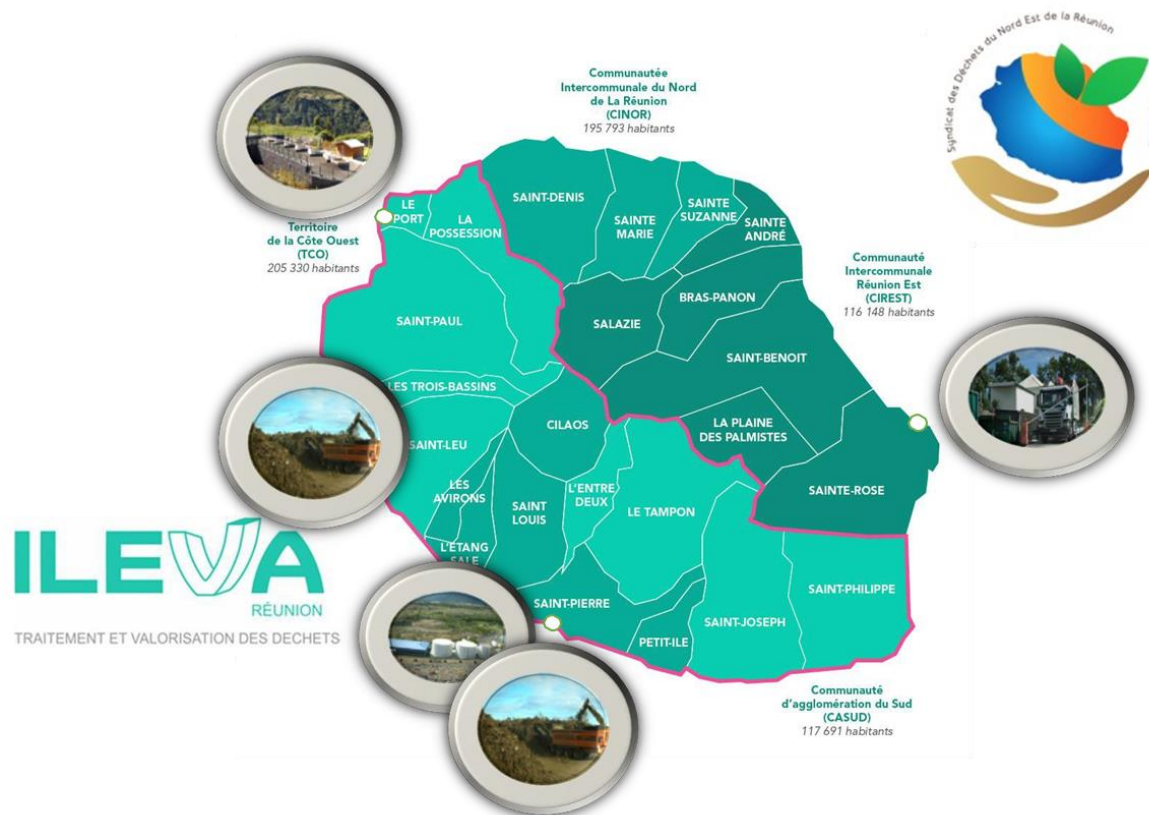 Syndicat des Déchets du Nord Est de la Réunion
Communautée
Intercommunale du Nord
de La Réunion
(CINOR)
195 793 habitants
SAINT-DENIS
SAINTE
MARIE
SAINTE
SUZANNE
SAINTE
ANDRÉ
LE
PORT
LA
POSSESSION
Territoire
de la Côte Ouest
(TCO)
205 330 habitants
Communauté
Intercommunale
Réunion Est
(CIREST)
116 148 habitants
BRAS-PANON
SALAZIE
SAINT-PAUL
SAINT-BENOIT
LES TROIS-BASSINS
CILAOS
LA PLAINE
DES PALMISTES
SAINT-LEU
LES
AVIRONS
SAINT
LOUIS
L'ENTRE
DEUX
LE TAMPON
SAINTE-ROSE
L'ETANG
SALE
SAINT-PIERRE
PETIT-ILE
SAINT-JOSEPH
SAINT-PHILIPPE
ILEVA
RÉUNION
TRAITEMENT ET VALORISATION DES DECHETS
Communauté
d'agglomération du Sud
(CASUD)
117 691 habitants